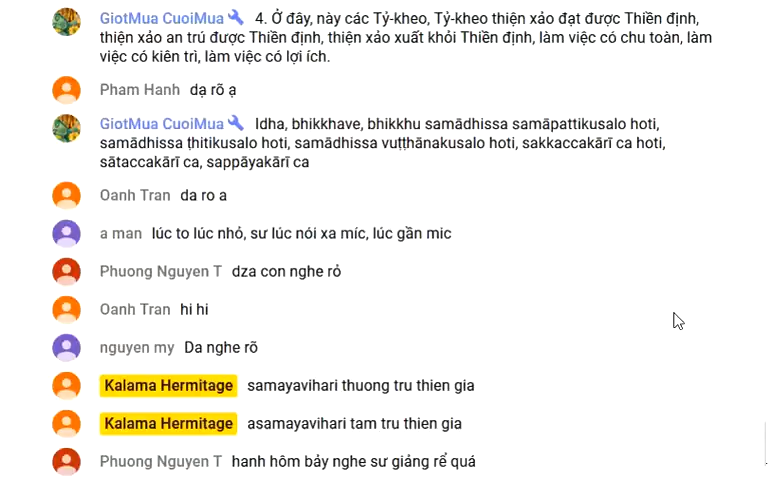 GiotMua CuoiMua 4. Ở đây, này các Tỷ-kheo, Tỷ-kheo thiện xảo đạt được Thiền định,
thiện xảo an trú được Thiền định, thiện xảo xuất khỏi Thiền định, làm việc có chu toàn, làm
việc có kiên trì, làm việc có lợi ích.
Pham Hanh dạ rõ ạ
GiotMua CuoiMua Idha, bhikkhave, bhikkhu samādhissa samāpattikusalo hoti,
samādhissa ṭhitikusalo hoti, samādhissa vuṭṭhānakusalo hoti, sakkaccakārī ca hoti,
sātaccakārī ca, sappāyakārī ca
Oanh Tran da ro a
a man lúc to lúc nhỏ, sư lúc nói xa míc, lúc gần mic
Phuong Nguyen T dza con nghe rỏ
Oanh Tran hi hi
nguyen my Da nghe rõ
Kalama Hermitage samayavihari thuong tru thien gia
Kalama Hermitage asamayavihari tam tru thien gia
Phuong Nguyen T hanh hôm bảy nghe sư giảng rể quá